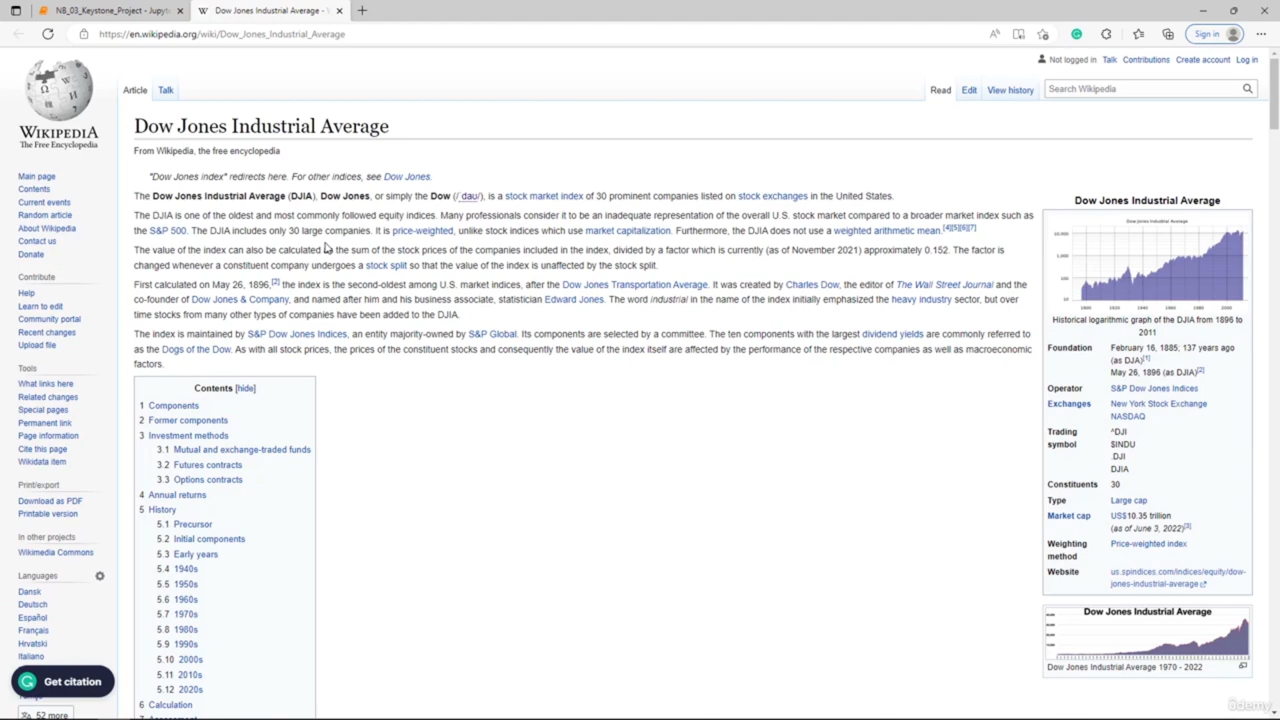 NB_03_Keystone_Project - Jupyt
Dow Jones Industrial Average -
https://en.wikipedia.org/wiki/Dow_Jones_Industrial_Average
Sign in
Not logged in Talk Contributions Create account Log in
Article Talk
Read Edit View history
Search Wikipedia
WIKIPEDIA
The Free Encyclopedia
Main page
Contents
Current events
Random article
About Wikipedia
Contact us
Donate
Contribute
Help
Learn to edit
Community portal
Recent changes
Upload file
Tools
What links here
Related changes
Special pages
Permanent link
Page information
Cite this page
Wikidata item
Print/export
Download as PDF
Printable version
In other projects
Wikimedia Commons
Languages
Dansk
Deutsch
Español
Français
Hrvatski
Italiano
Get citation
52 more
Dow Jones Industrial Average
From Wikipedia, the free encyclopedia
"Dow Jones index" redirects here. For other indices, see Dow Jones.
The Dow Jones Industrial Average (DJIA), Dow Jones, or simply the Dow (/ˈdaʊ/), is a stock market index of 30 prominent companies listed on stock exchanges in the United States.
The DJIA is one of the oldest and most commonly followed equity indices. Many professionals consider it to be an inadequate representation of the overall U.S. stock market compared to a broader market index such as
the S&P 500. The DJIA includes only 30 large companies. It is price-weighted, unlike stock indices which use market capitalization. Furthermore, the DJIA does not use a weighted arithmetic mean.[4][5][6][7]
The value of the index can also be calculated as the sum of the stock prices of the companies included in the index, divided by a factor which is currently (as of November 2021) approximately 0.152. The factor is
changed whenever a constituent company undergoes a stock split so that the value of the index is unaffected by the stock split.
First calculated on May 26, 1896,[2] the index is the second-oldest among U.S. market indices, after the Dow Jones Transportation Average. It was created by Charles Dow, the editor of The Wall Street Journal and the
co-founder of Dow Jones & Company, and named after him and his business associate, statistician Edward Jones. The word industrial in the name of the index initially emphasized the heavy industry sector, but over
time stocks from many other types of companies have been added to the DJIA.
The index is maintained by S&P Dow Jones Indices, an entity majority-owned by S&P Global. Its components are selected by a committee. The ten components with the largest dividend yields are commonly referred to
as the Dogs of the Dow. As with all stock prices, the prices of the constituent stocks and consequently the value of the index itself are affected by the performance of the respective companies as well as macroeconomic
factors.
Contents [hide]
1 Components
2 Former components
3 Investment methods
3.1 Mutual and exchange-traded funds
3.2 Futures contracts
3.3 Options contracts
4 Annual returns
5 History
5.1 Precursor
5.2 Initial components
5.3 Early years
5.4 1940s
5.5 1950s
5.6 1960s
5.7 1970s
5.8 1980s
5.9 1990s
5.10 2000s
5.11 2010s
5.12 2020s
6 Calculation
Dow Jones Industrial Average
Dow Jones Industrial Average
Historical logarithmic graph of the DJIA from 1896 to
2011
Foundation February 16, 1885; 137 years ago
(as DJA)[1]
May 26, 1896 (as DJIA)[2]
Operator S&P Dow Jones Indices
Exchanges New York Stock Exchange
NASDAQ
Trading ^DJI
symbol $INDU
.DJI
DJIA
Constituents 30
Type Large cap
Market cap US$10.35 trillion
(as of June 3, 2022)[3]
Weighting Price-weighted index
method
Website us.spindices.com/indices/equity/dow-
jones-industrial-average
Dow Jones Industrial Average
Dow Jones Industrial Average 1970 - 2022
ûdemy